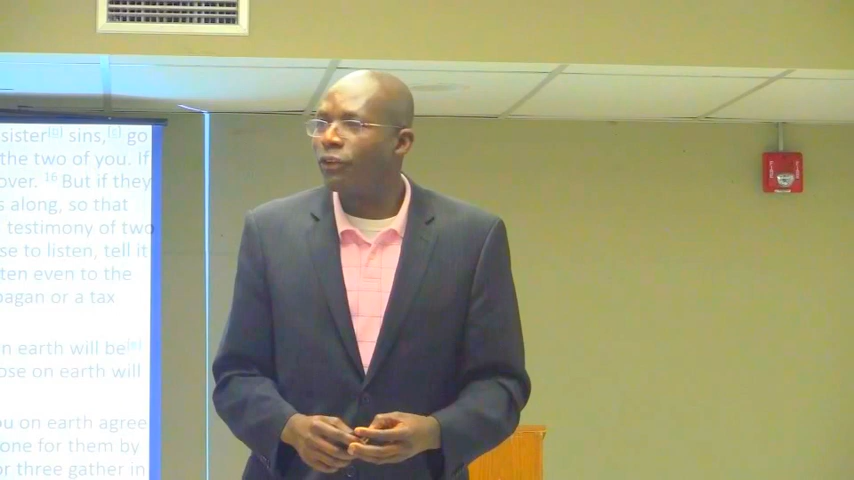 sister[g] sins,[c] go
the two of you. If
over. 16 But if they
s along, so that
testimony of two
se to listen, tell it
ten even to the
pagan or a tax
n earth will be[e]
ose on earth will
ou on earth agree
one for them by
or three gather in
FIRE
FIRE